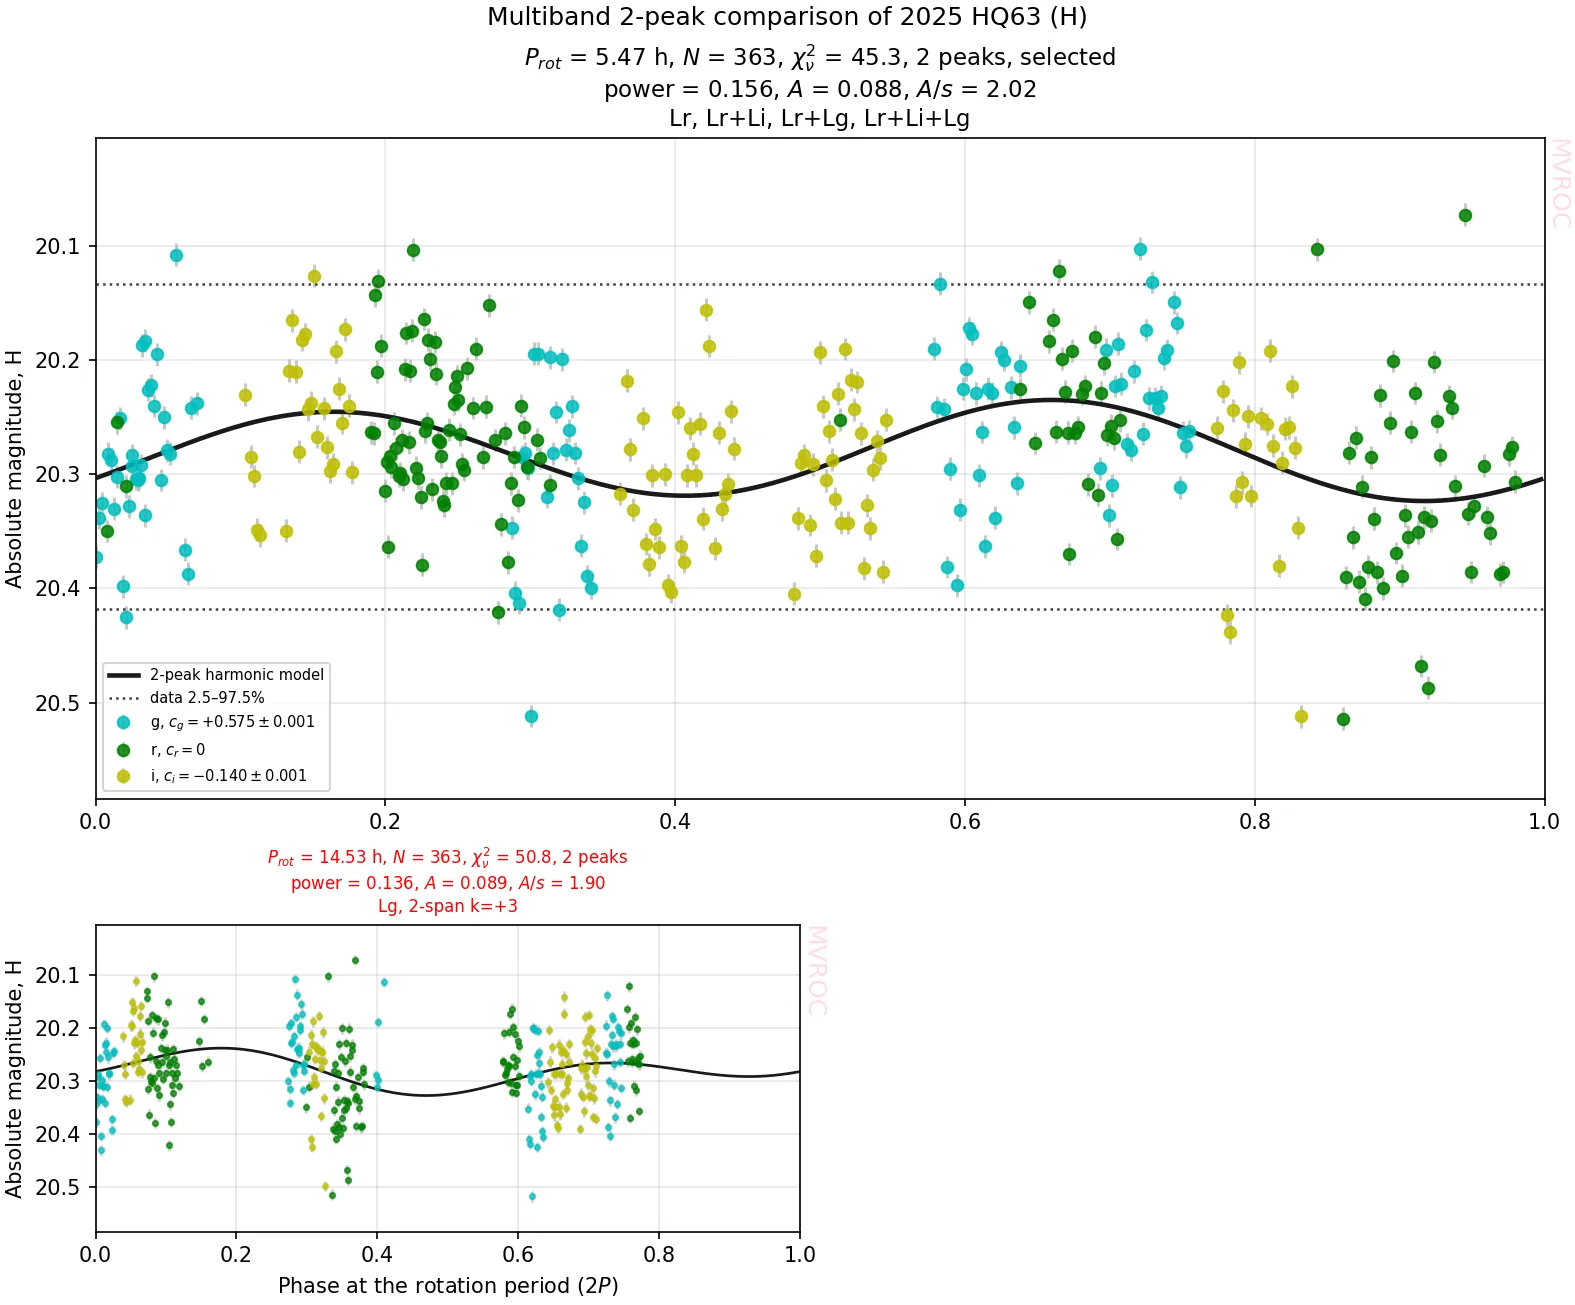 Multiband 2-peak comparison of 2025 HQ63 (H)
P_rot = 5.47 h, N = 363, χ²_ν = 45.3, 2 peaks, selected
power = 0.156, A = 0.088, A/s = 2.02
Lr, Lr+Li, Lr+Lg, Lr+Li+Lg
MVROC
Absolute magnitude, H
20.1
20.2
20.3
20.4
20.5
2-peak harmonic model
data 2.5–97.5%
g, c_g = +0.575 ± 0.001
r, c_r = 0
i, c_i = −0.140 ± 0.001
0.0 0.2 0.4 0.6 0.8 1.0
P_rot = 14.53 h, N = 363, χ²_ν = 50.8, 2 peaks
power = 0.136, A = 0.089, A/s = 1.90
Lg, 2-span k=+3
MVROC
Absolute magnitude, H
20.1
20.2
20.3
20.4
20.5
0.0 0.2 0.4 0.6 0.8 1.0
Phase at the rotation period (2P)